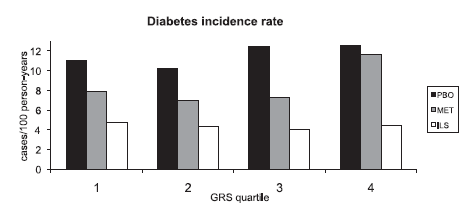 Diabetes incidence rate
cases/100 person-years
12
10
8
6
4
2
0
1 2 3 4
GRS quartile
PBO
MET
ILS